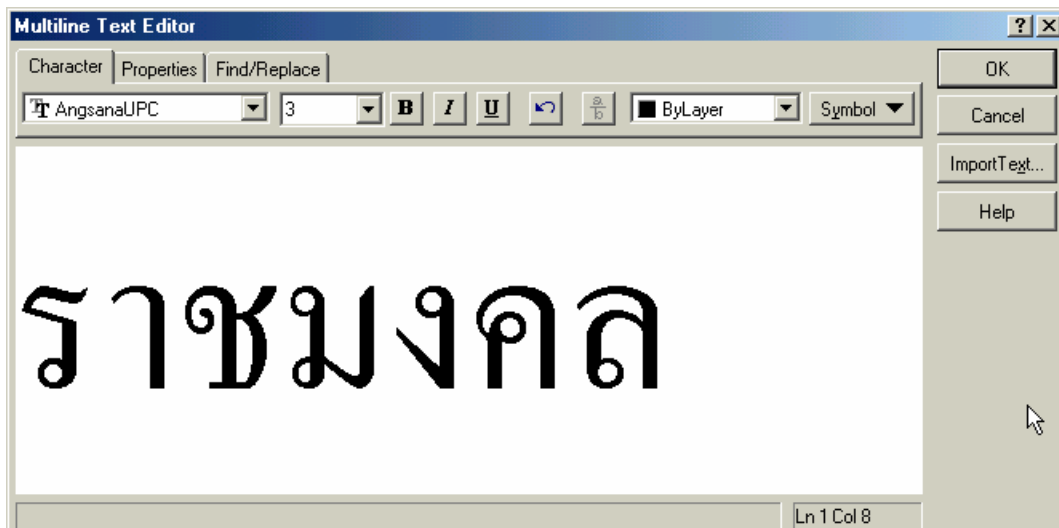 Multiline Text Editor
Character Properties Find/Replace
AngsanaUPC 3 B I U a/b ByLayer Symbol
OK
Cancel
ImportText...
Help
ราชมงคล
Ln 1 Col 8